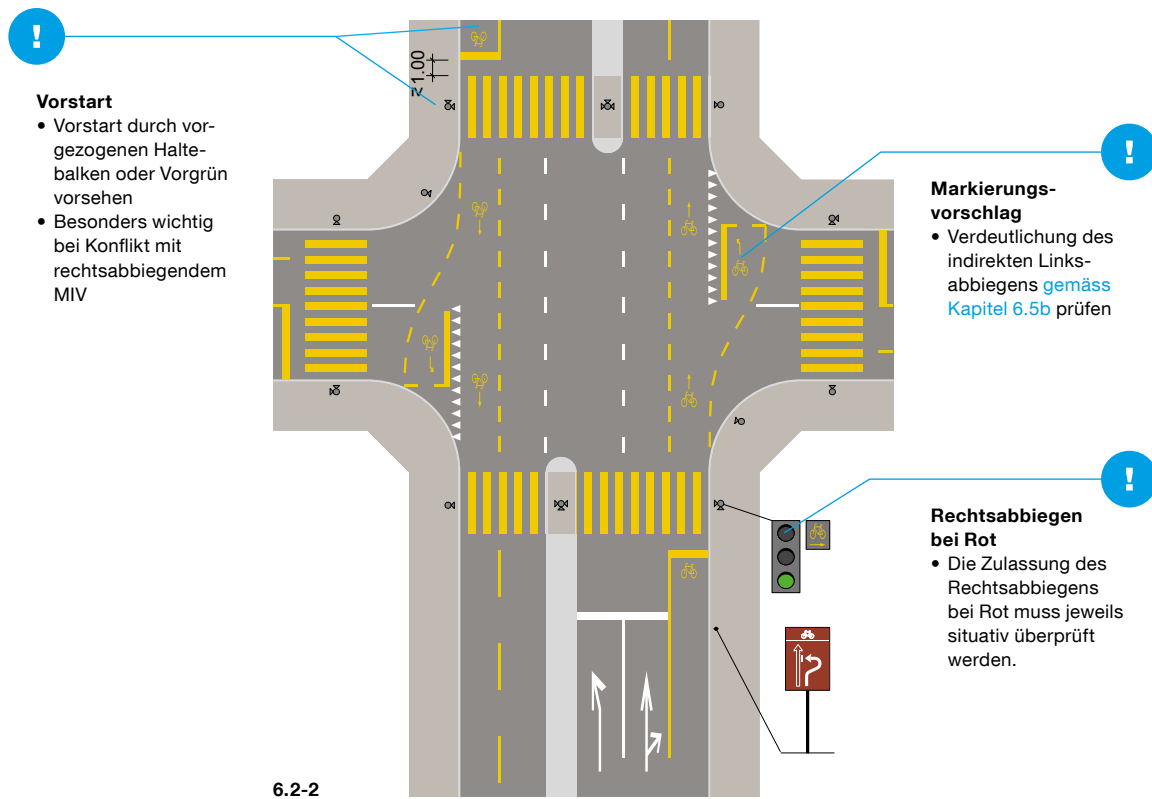 !
Vorstart
• Vorstart durch vor-
gezogenen Halte-
balken oder Vorgrün
vorsehen
• Besonders wichtig
bei Konflikt mit
rechtsabbiegendem
MIV
≥ 1.00
!
Markierungs-
vorschlag
• Verdeutlichung des
indirekten Links-
abbiegens gemäss
Kapitel 6.5b prüfen
!
Rechtsabbiegen
bei Rot
• Die Zulassung des
Rechtsabbiegens
bei Rot muss jeweils
situativ überprüft
werden.
6.2-2